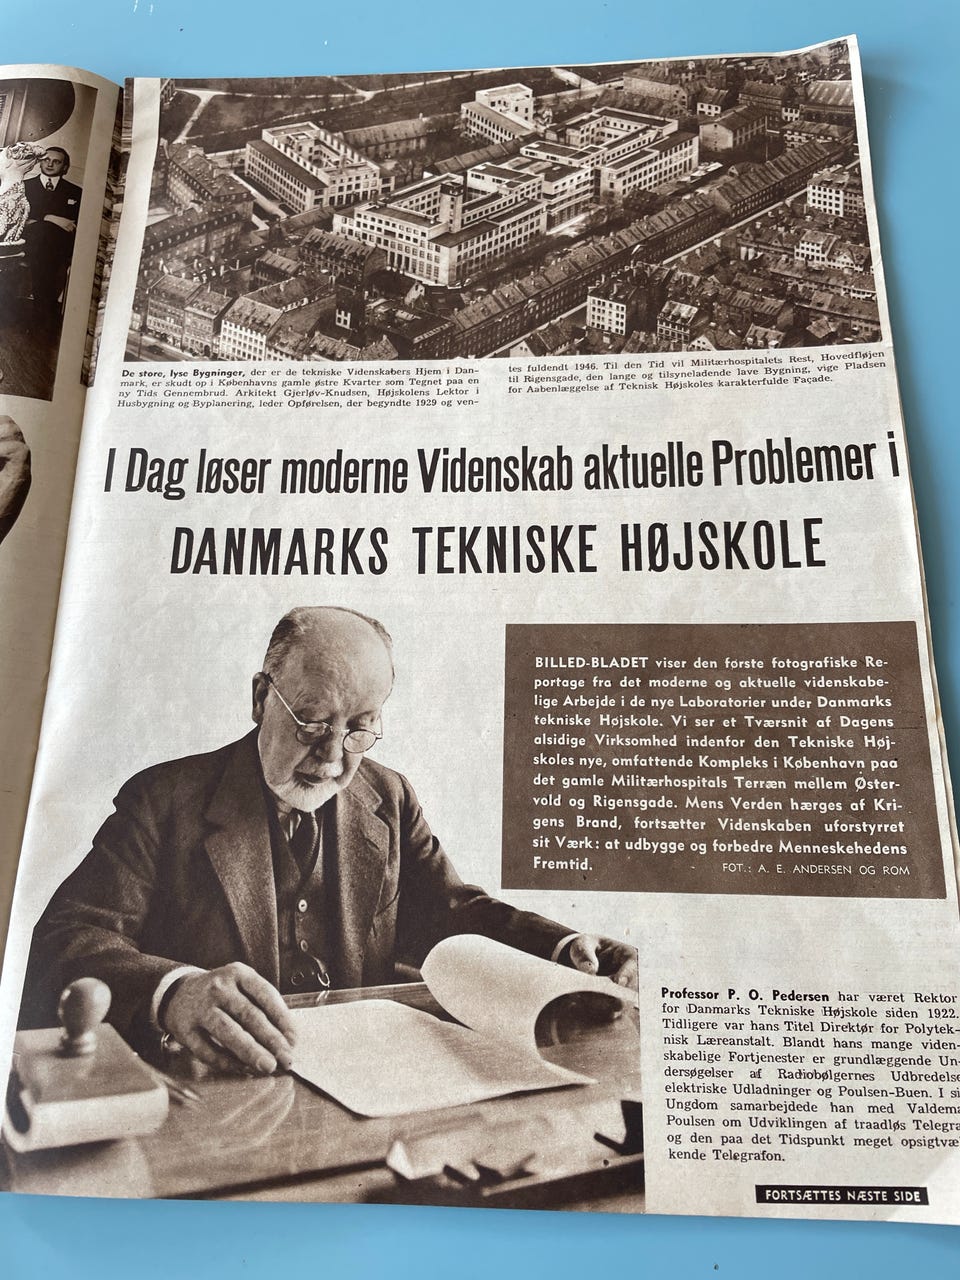 De store, lyse Bygninger, der er de tekniske Videnskabers Hjem i Dan-
mark, er skudt op i Københavns gamle østre Kvarter som Tegnet paa en
ny Tids Gennembrud. Arkitekt Gjerløv-Knudsen, Højskolens Lektor i
Husbygning og Byplanering, leder Opførelsen, der begyndte 1929 og ven-
tes fuldendt 1946. Til den Tid vil Militærhospitalets Rest, Hovedfløjen
til Rigensgade, den lange og tilsyneladende lave Bygning, vige Pladsen
for Aabenlæggelse af Teknisk Højskoles karakterfulde Façade.
I Dag løser moderne Videnskab aktuelle Problemer i
DANMARKS TEKNISKE HØJSKOLE
BILLED-BLADET viser den første fotografiske Re-
portage fra det moderne og aktuelle videnskabe-
lige Arbejde i de nye Laboratorier under Danmarks
tekniske Højskole. Vi ser et Tværsnit af Dagens
alsidige Virksomhed indenfor den Tekniske Høj-
skoles nye, omfattende Kompleks i København paa
det gamle Militærhospitals Terræn mellem Øster-
vold og Rigensgade. Mens Verden hærges af Kri-
gens Brand, fortsætter Videnskaben uforstyrret
sit Værk: at udbygge og forbedre Menneskehedens
Fremtid. FOT.: A. E. ANDERSEN OG ROM
Professor P. O. Pedersen har været Rektor
for Danmarks Tekniske Højskole siden 1922.
Tidligere var hans Titel Direktør for Polytek-
nisk Læreanstalt. Blandt hans mange viden-
skabelige Fortjenester er grundlæggende Un-
dersøgelser af Radiobølgernes Udbredelse
elektriske Udladninger og Poulsen-Buen. I si
Ungdom samarbejdede han med Valdema
Poulsen om Udviklingen af traadløs Telegra
og den paa det Tidspunkt meget opsigtvæ
kende Telegrafon.
FORTSÆTTES NÆSTE SIDE